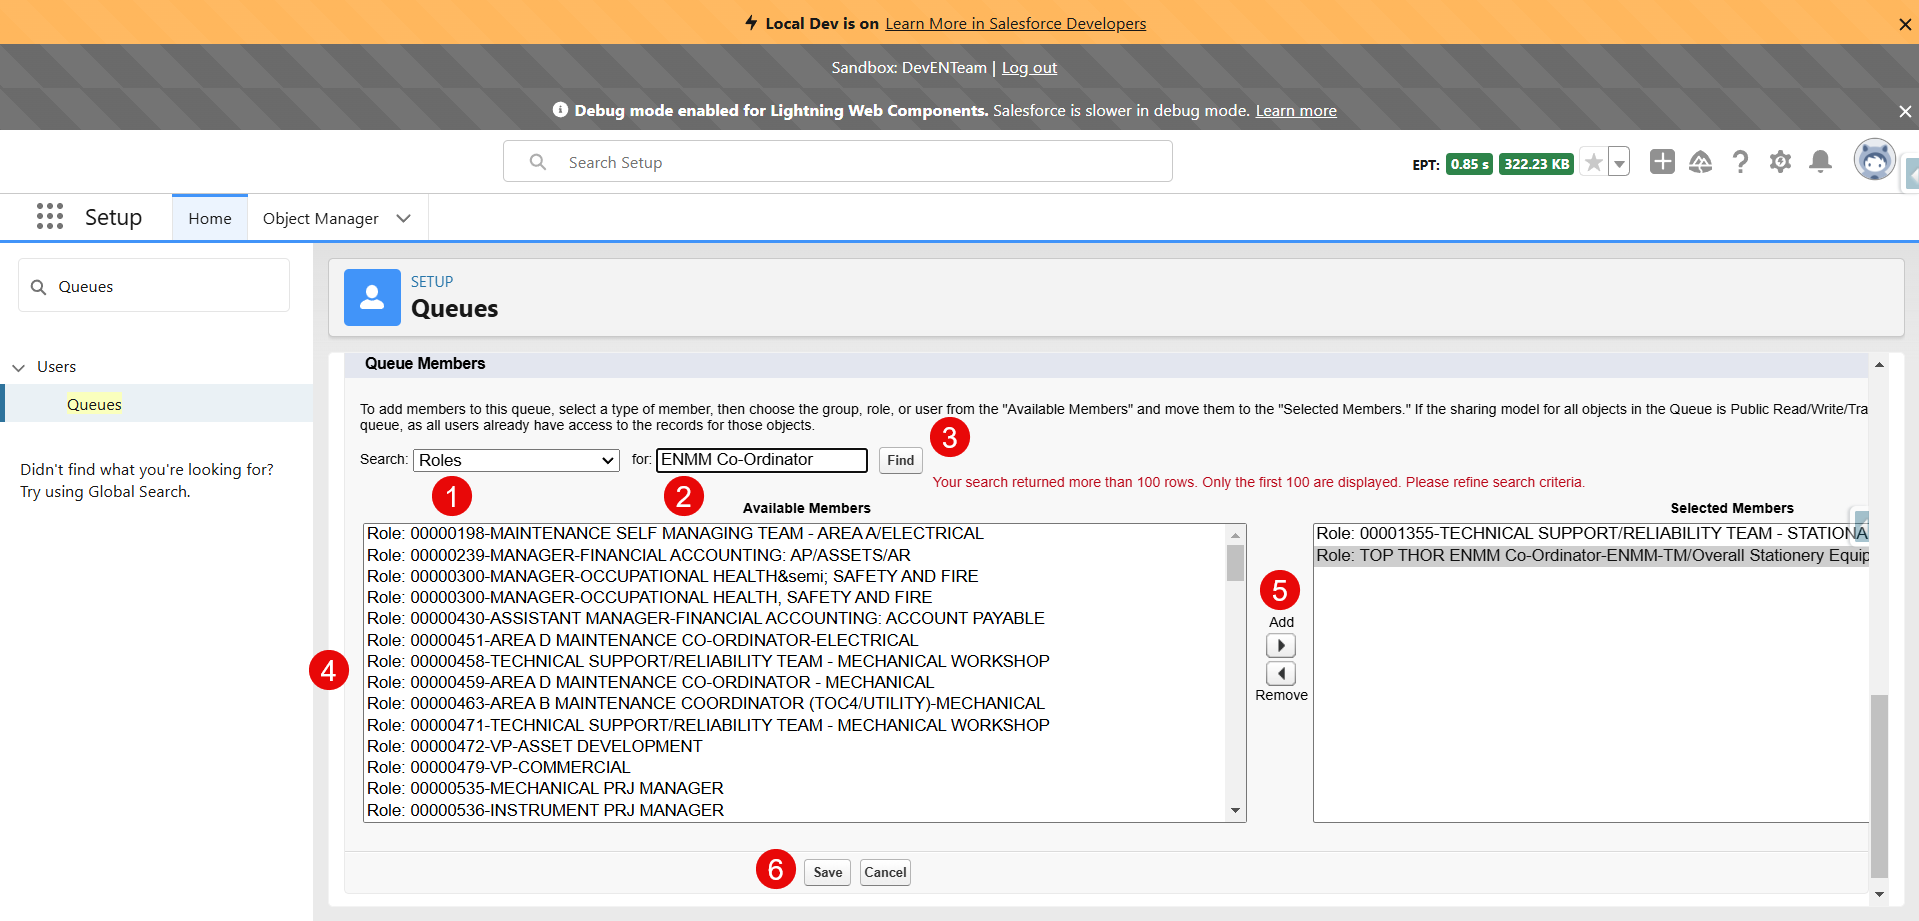 Local Dev is on Learn More in Salesforce Developers
Sandbox: DevENTeam | Log out
Debug mode enabled for Lightning Web Components. Salesforce is slower in debug mode. Learn more
Search Setup
EPT: 0.85 s 322.23 KB
Setup Home Object Manager
Queues
Users
Queues
Didn't find what you're looking for?
Try using Global Search.
SETUP
Queues
Queue Members
To add members to this queue, select a type of member, then choose the group, role, or user from the "Available Members" and move them to the "Selected Members." If the sharing model for all objects in the Queue is Public Read/Write/Tra
queue, as all users already have access to the records for those objects.
3
Search: Roles for: ENMM Co-Ordinator Find
Your search returned more than 100 rows. Only the first 100 are displayed. Please refine search criteria.
1 2
Available Members
Role: 00000198-MAINTENANCE SELF MANAGING TEAM - AREA A/ELECTRICAL
Role: 00000239-MANAGER-FINANCIAL ACCOUNTING: AP/ASSETS/AR
Role: 00000300-MANAGER-OCCUPATIONAL HEALTH&semi; SAFETY AND FIRE
Role: 00000300-MANAGER-OCCUPATIONAL HEALTH, SAFETY AND FIRE
Role: 00000430-ASSISTANT MANAGER-FINANCIAL ACCOUNTING: ACCOUNT PAYABLE
Role: 00000451-AREA D MAINTENANCE CO-ORDINATOR-ELECTRICAL
Role: 00000458-TECHNICAL SUPPORT/RELIABILITY TEAM - MECHANICAL WORKSHOP
Role: 00000459-AREA D MAINTENANCE CO-ORDINATOR - MECHANICAL
Role: 00000463-AREA B MAINTENANCE COORDINATOR (TOC4/UTILITY)-MECHANICAL
Role: 00000471-TECHNICAL SUPPORT/RELIABILITY TEAM - MECHANICAL WORKSHOP
Role: 00000472-VP-ASSET DEVELOPMENT
Role: 00000479-VP-COMMERCIAL
Role: 00000535-MECHANICAL PRJ MANAGER
Role: 00000536-INSTRUMENT PRJ MANAGER
4
5
Add
Remove
Selected Members
Role: 00001355-TECHNICAL SUPPORT/RELIABILITY TEAM - STATIONA
Role: TOP THOR ENMM Co-Ordinator-ENMM-TM/Overall Stationery Equip
6 Save Cancel